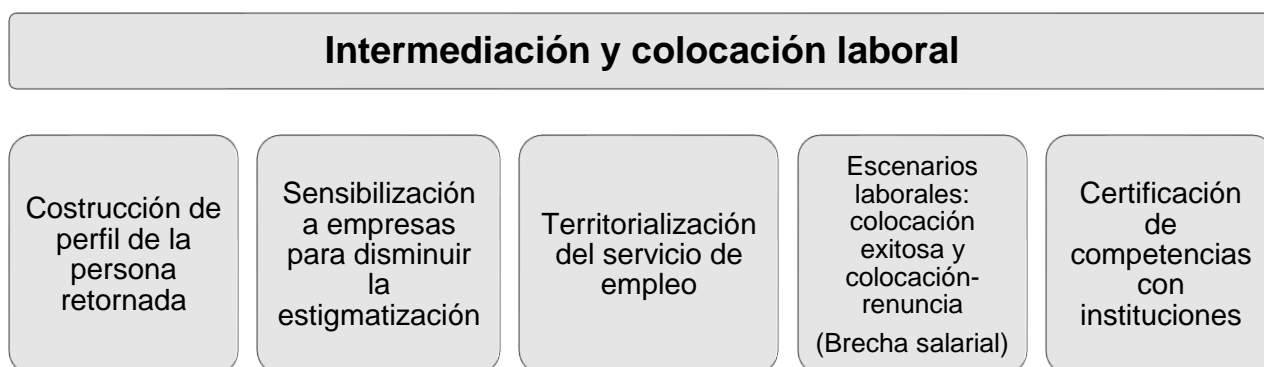 Intermediación y colocación laboral
Costrucción de
perfil de la
persona
retornada
Sensibilización
a empresas
para disminuir
la
estigmatización
Territorialización
del servicio de
empleo
Escenarios
laborales:
colocación
exitosa y
colocación-
renuncia
(Brecha salarial)
Certificación
de
competencias
con
instituciones